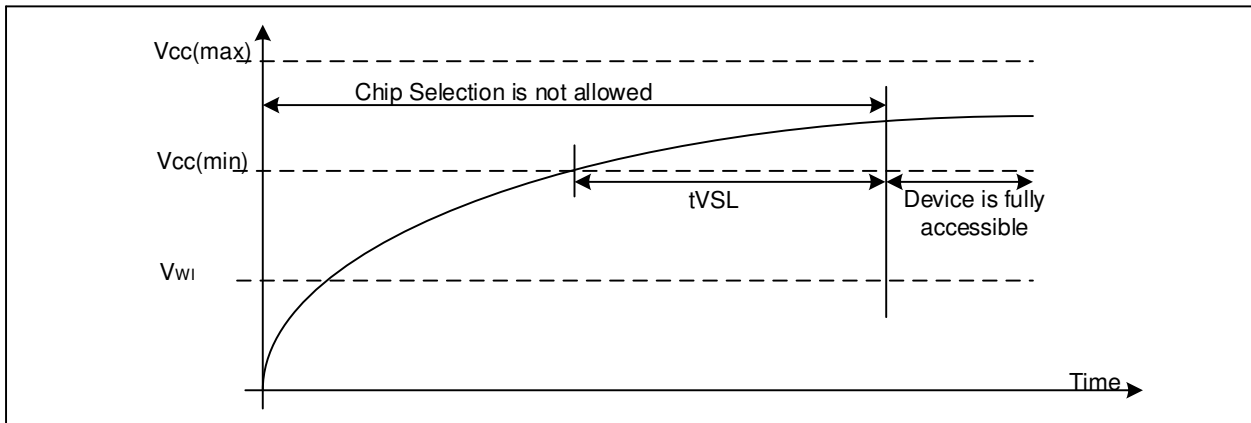 Vcc(max)
Chip Selection is not allowed
Vcc(min)
tVSL
Device is fully
accessible
VWI
Time